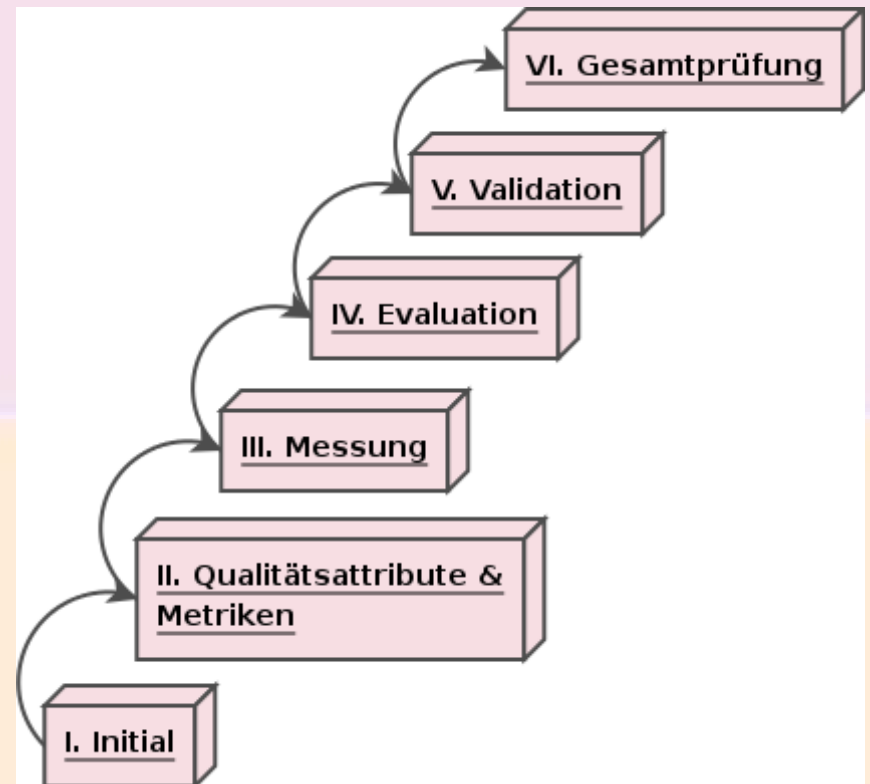 VI. Gesamtprüfung
V. Validation
IV. Evaluation
III. Messung
II. Qualitätsattribute &
Metriken
I. Initial